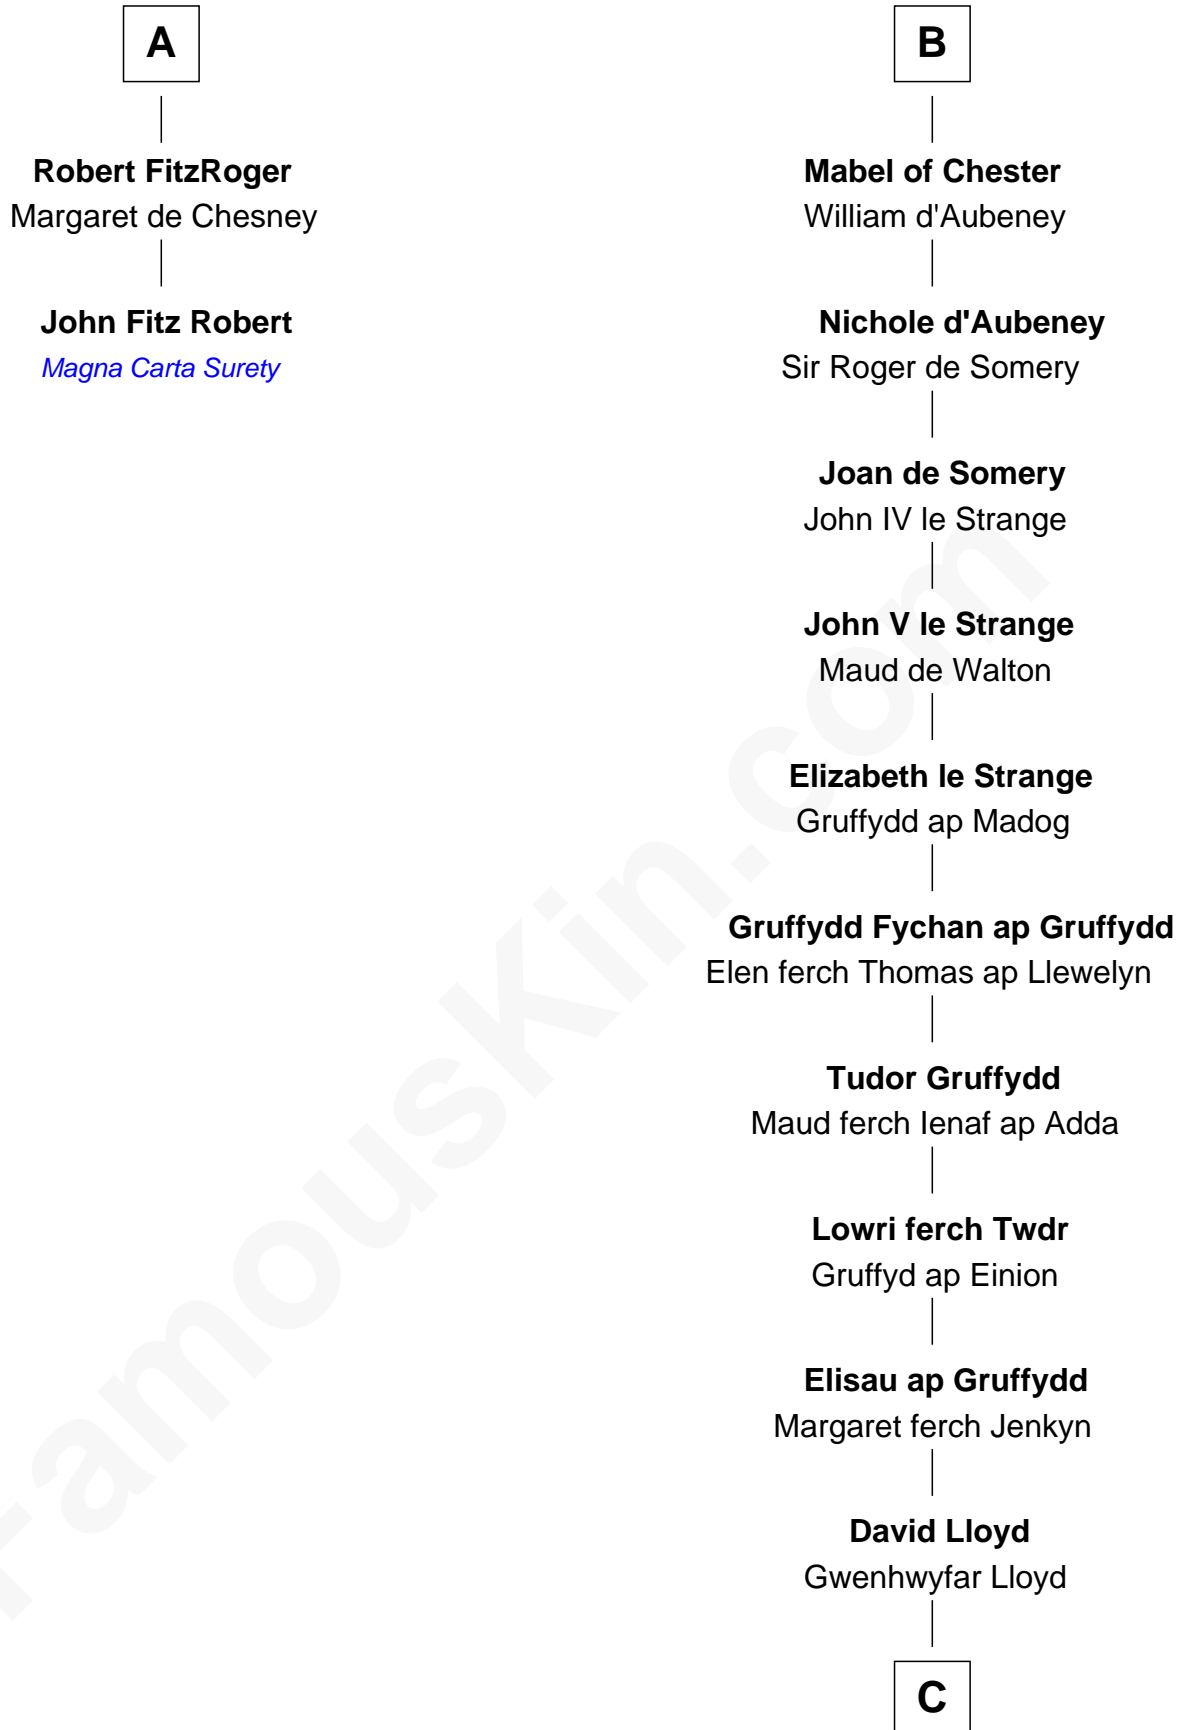 A
Robert FitzRoger
Margaret de Chesney
John Fitz Robert
Magna Carta Surety
B
Mabel of Chester
William d'Aubeney
Nichole d'Aubeney
Sir Roger de Somery
Joan de Somery
John IV le Strange
John V le Strange
Maud de Walton
Elizabeth le Strange
Gruffydd ap Madog
Gruffydd Fychan ap Gruffydd
Elen ferch Thomas ap Llewelyn
Tudor Gruffydd
Maud ferch Ienaf ap Adda
Lowri ferch Twdr
Gruffyd ap Einion
Elisau ap Gruffydd
Margaret ferch Jenkyn
David Lloyd
Gwenhwyfar Lloyd
C
FamousKin.com